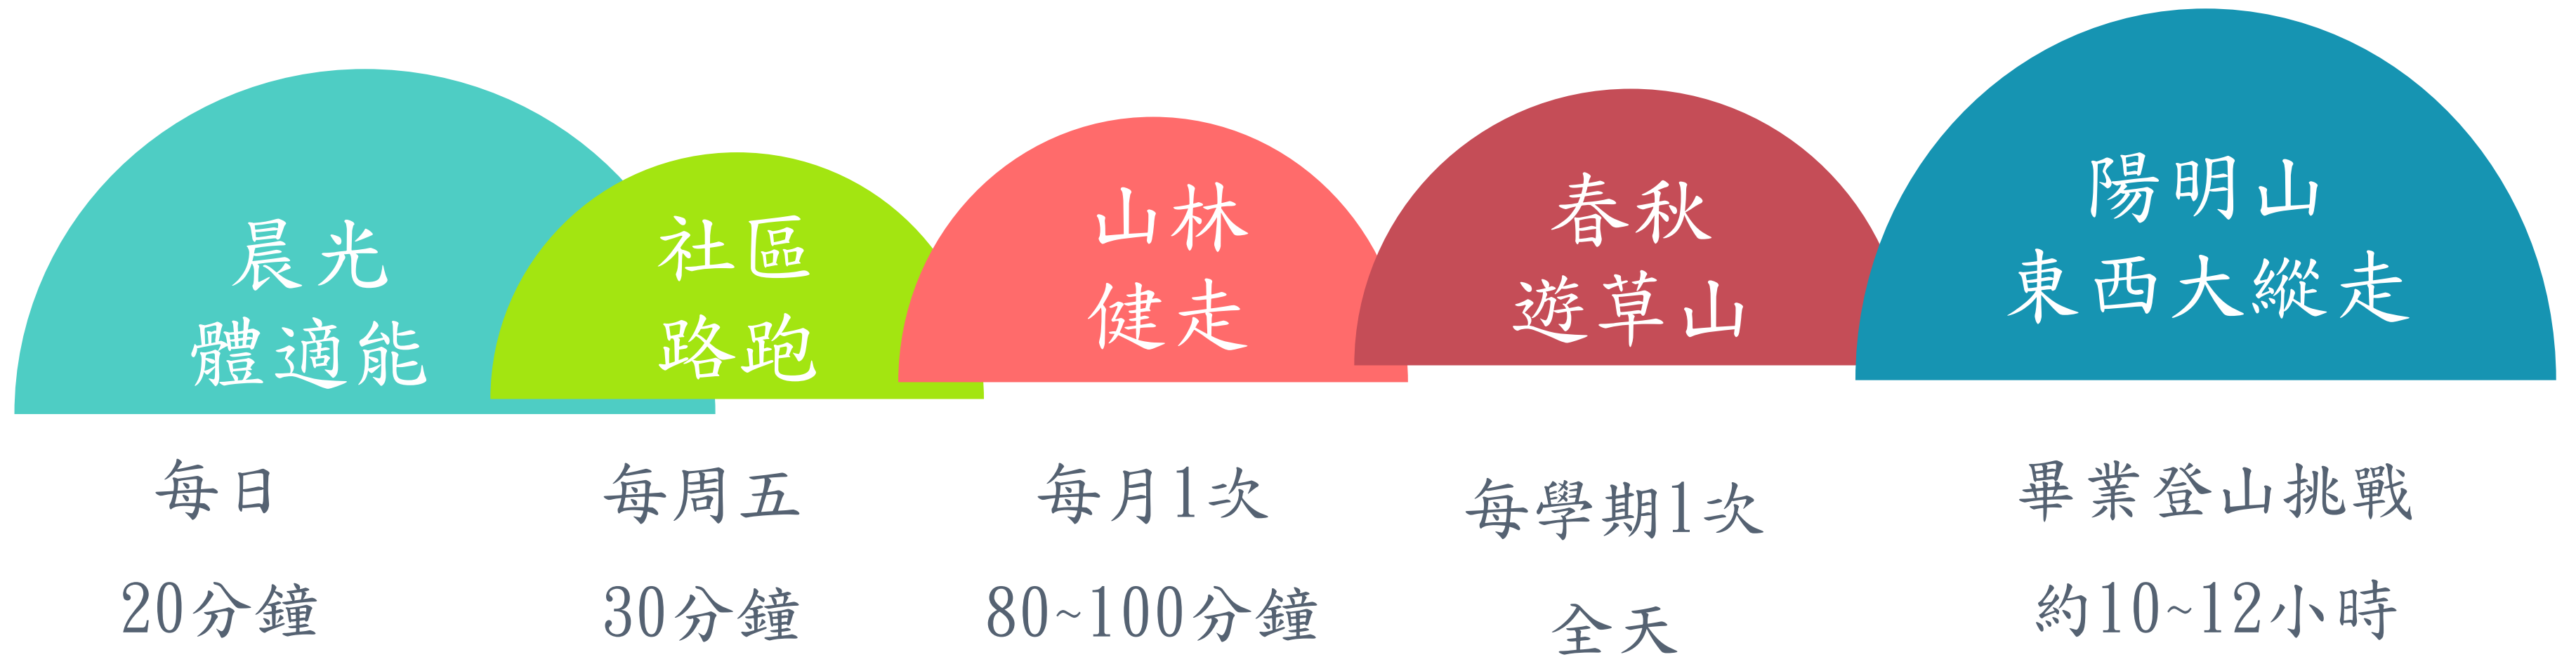 晨光
體適能
每日
20分鐘
社區
路跑
每周五
30分鐘
山林
健走
每月1次
80~100分鐘
春秋
遊草山
每學期1次
全天
陽明山
東西大縱走
畢業登山挑戰
約10~12小時